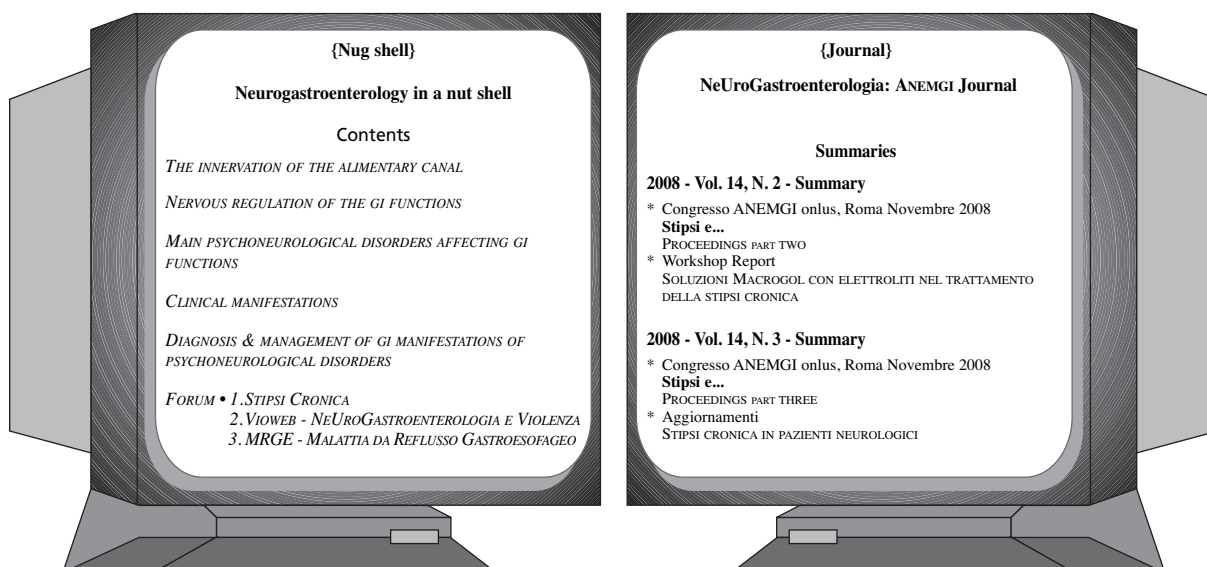 {Nug shell}
Neurogastroenterology in a nut shell
Contents
THE INNERVATION OF THE ALIMENTARY CANAL
NERVOUS REGULATION OF THE GI FUNCTIONS
MAIN PSYCHONEUROLOGICAL DISORDERS AFFECTING GI
FUNCTIONS
CLINICAL MANIFESTATIONS
DIAGNOSIS & MANAGEMENT OF GI MANIFESTATIONS OF
PSYCHONEUROLOGICAL DISORDERS
FORUM • 1.STIPSI CRONICA
2.VIOWEB - NEUROGASTROENTEROLOGIA E VIOLENZA
3. MRGE - MALATTIA DA REFLUSSO GASTROESOFAGEO
{Journal}
NeUroGastroenterologia: ANEMGI Journal
Summaries
2008 - Vol. 14, N. 2 - Summary
* Congresso ANEMGI onlus, Roma Novembre 2008
Stipsi e...
PROCEEDINGS PART TWO
* Workshop Report
SOLUZIONI MACROGOL CON ELETTROLITI NEL TRATTAMENTO
DELLA STIPSI CRONICA
2008 - Vol. 14, N. 3 - Summary
* Congresso ANEMGI onlus, Roma Novembre 2008
Stipsi e...
PROCEEDINGS PART THREE
* Aggiornamenti
STIPSI CRONICA IN PAZIENTI NEUROLOGICI